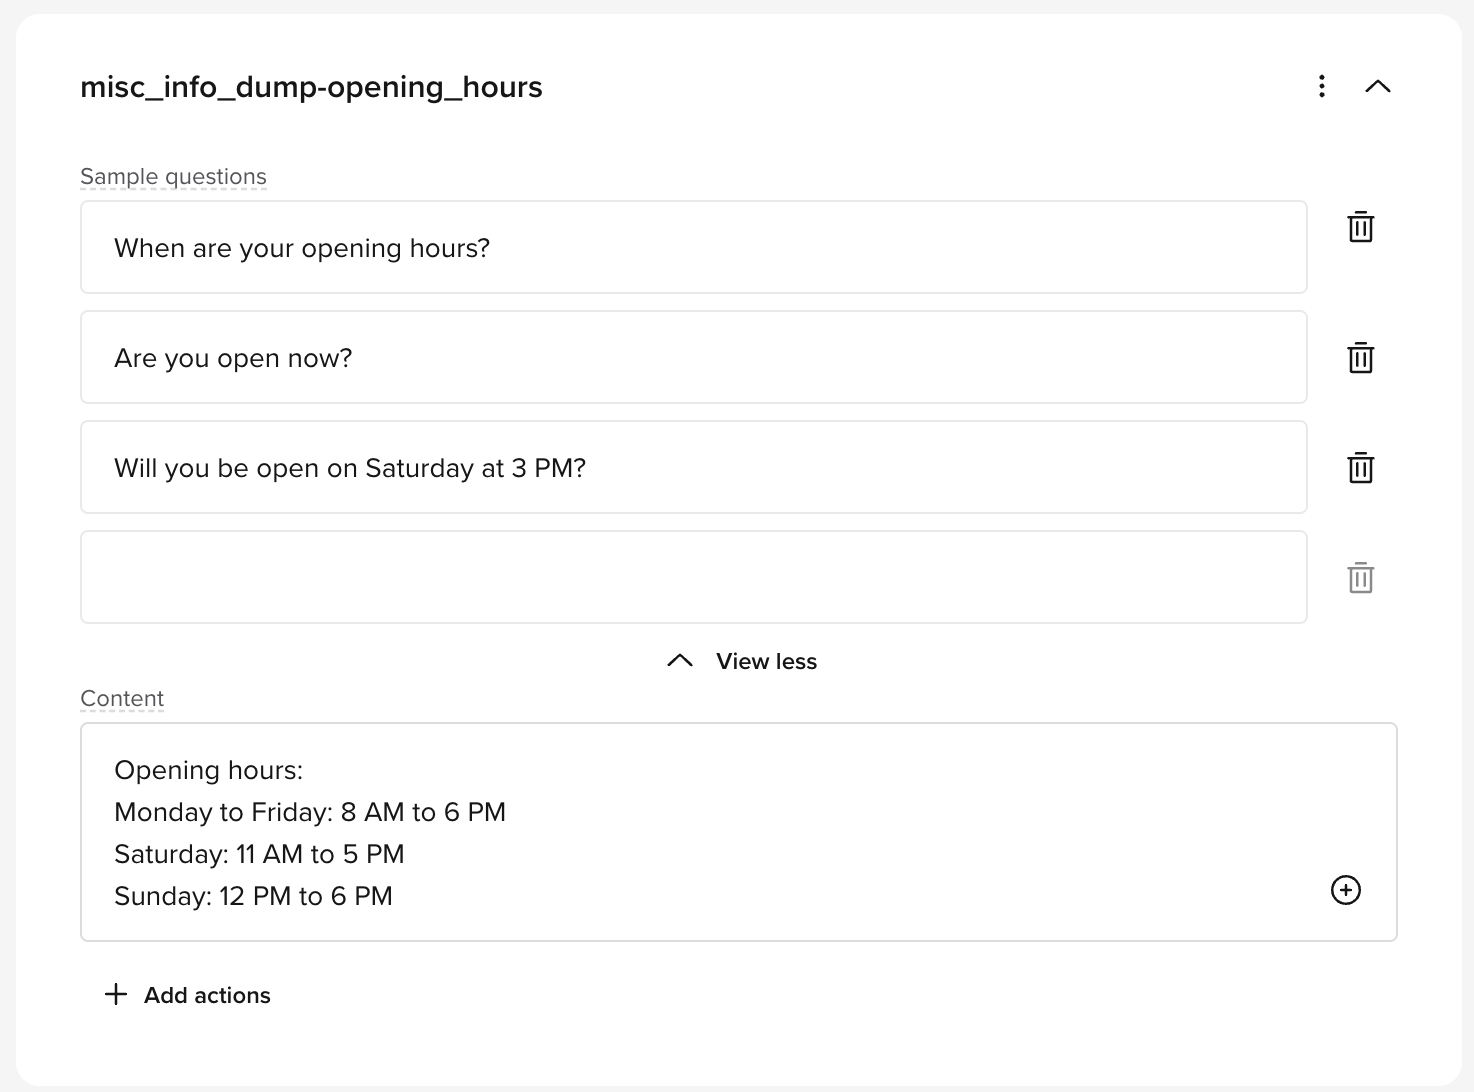 misc_info_dump-opening_hours
Sample questions
When are your opening hours?
Are you open now?
Will you be open on Saturday at 3 PM?
View less
Content
Opening hours:
Monday to Friday: 8 AM to 6 PM
Saturday: 11 AM to 5 PM
Sunday: 12 PM to 6 PM
Add actions